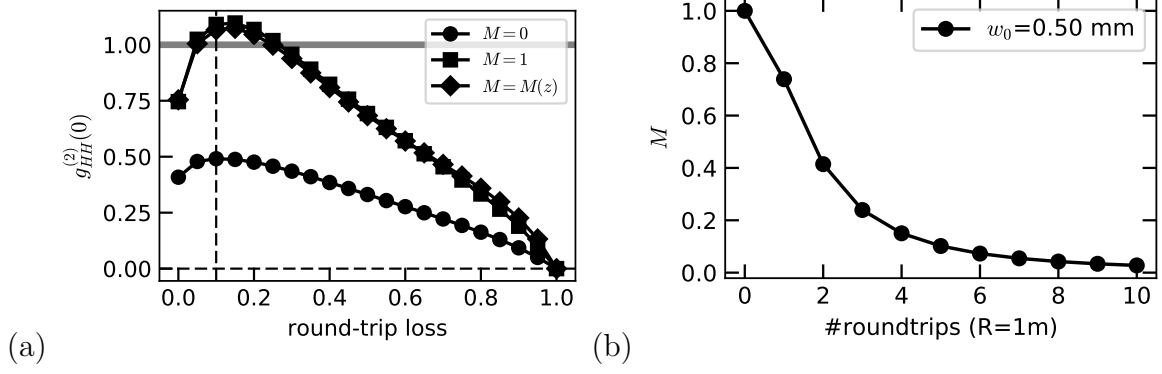 (a)
g_{HH}^{(2)}(0)
1.00
0.75
0.50
0.25
0.00
M = 0
M = 1
M = M(z)
0.0 0.2 0.4 0.6 0.8 1.0
round-trip loss
(b)
M
1.0
0.8
0.6
0.4
0.2
0.0
w₀=0.50 mm
0 2 4 6 8 10
#roundtrips (R=1m)